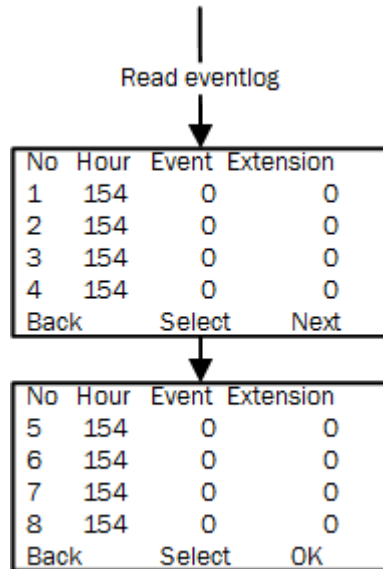 Read eventlog
No Hour Event Extension
1 154 0 0
2 154 0 0
3 154 0 0
4 154 0 0
Back Select Next
No Hour Event Extension
5 154 0 0
6 154 0 0
7 154 0 0
8 154 0 0
Back Select OK